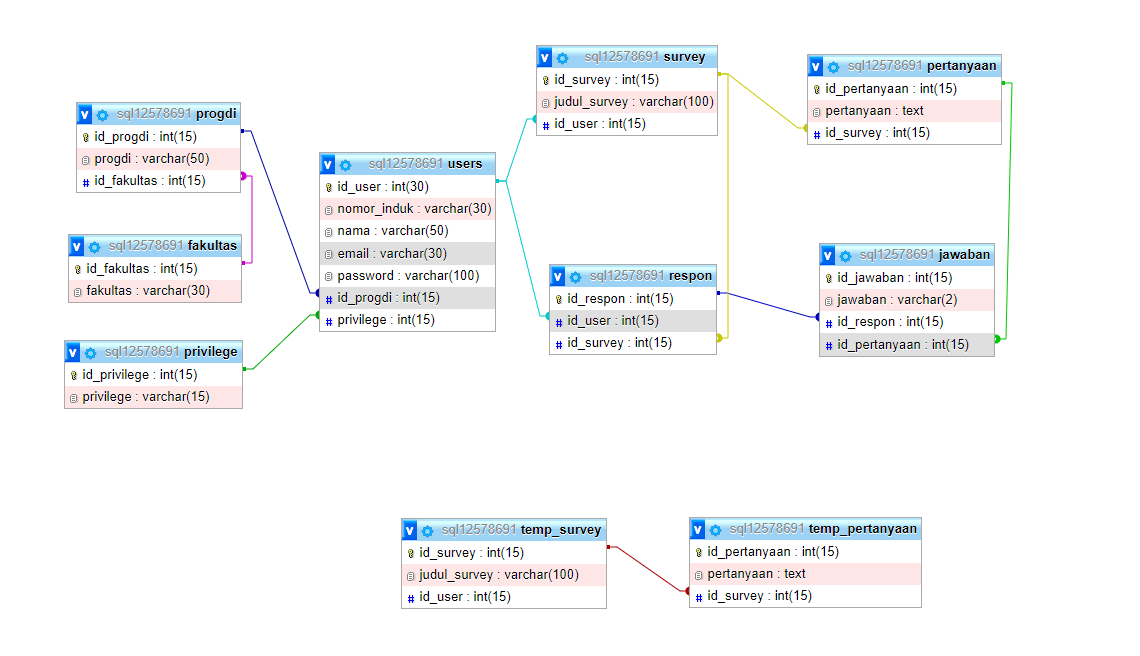 sql12578691 survey
id_survey : int(15)
judul_survey : varchar(100)
id_user : int(15)
sql12578691 pertanyaan
id_pertanyaan : int(15)
pertanyaan : text
id_survey : int(15)
sql12578691 progdi
id_progdi : int(15)
progdi : varchar(50)
id_fakultas : int(15)
sql12578691 users
id_user : int(30)
nomor_induk : varchar(30)
nama : varchar(50)
email : varchar(30)
password : varchar(100)
id_progdi : int(15)
privilege : int(15)
sql12578691 fakultas
id_fakultas : int(15)
fakultas : varchar(30)
sql12578691 respon
id_respon : int(15)
id_user : int(15)
id_survey : int(15)
sql12578691 jawaban
id_jawaban : int(15)
jawaban : varchar(2)
id_respon : int(15)
id_pertanyaan : int(15)
sql12578691 privilege
id_privilege : int(15)
privilege : varchar(15)
sql12578691 temp_survey
id_survey : int(15)
judul_survey : varchar(100)
id_user : int(15)
sql12578691 temp_pertanyaan
id_pertanyaan : int(15)
pertanyaan : text
id_survey : int(15)